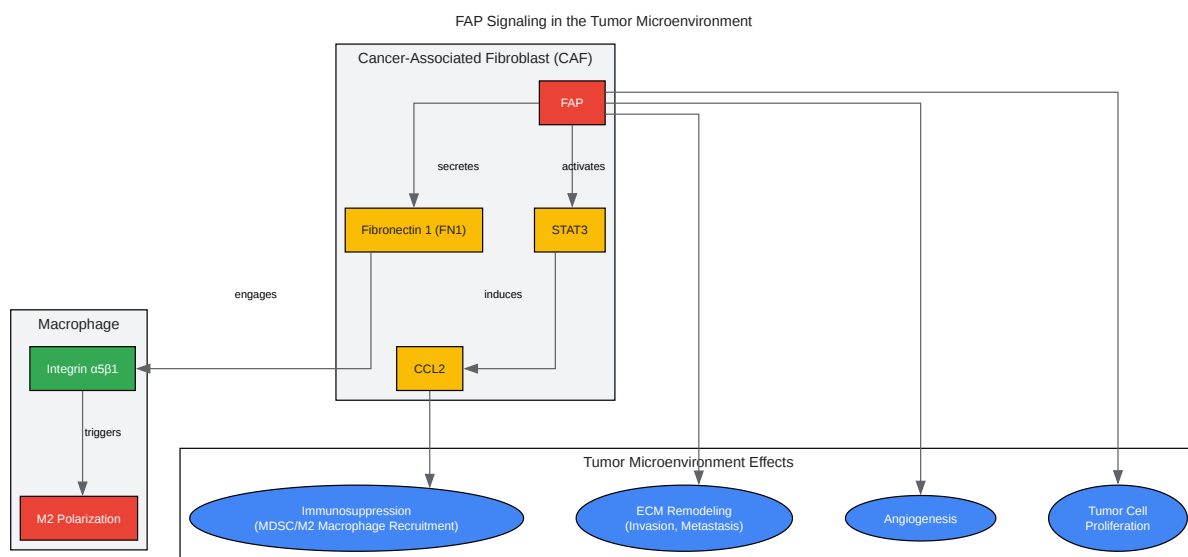 FAP Signaling in the Tumor Microenvironment
Cancer-Associated Fibroblast (CAF)
FAP
secretes
activates
Fibronectin 1 (FN1)
STAT3
engages
induces
Macrophage
Integrin α5β1
CCL2
triggers
Tumor Microenvironment Effects
M2 Polarization
Immunosuppression
(MDSC/M2 Macrophage Recruitment)
ECM Remodeling
(Invasion, Metastasis)
Angiogenesis
Tumor Cell
Proliferation